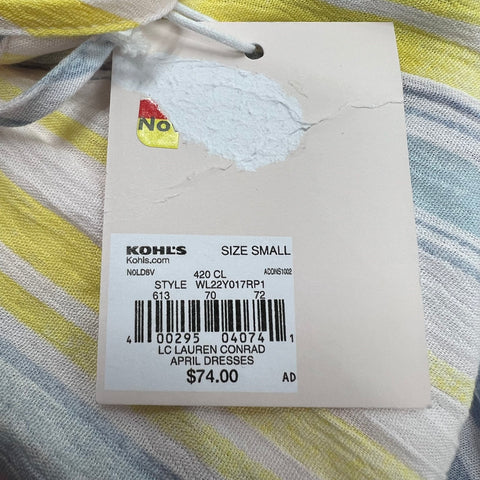 No
KOHL'S SIZE SMALL
Kohls.com
N0LD8V 420 CL ADDNS1002
STYLE WL22Y017RP1
613 70 72
4 00295 04074 1
LC LAUREN CONRAD
APRIL DRESSES
$74.00 AD